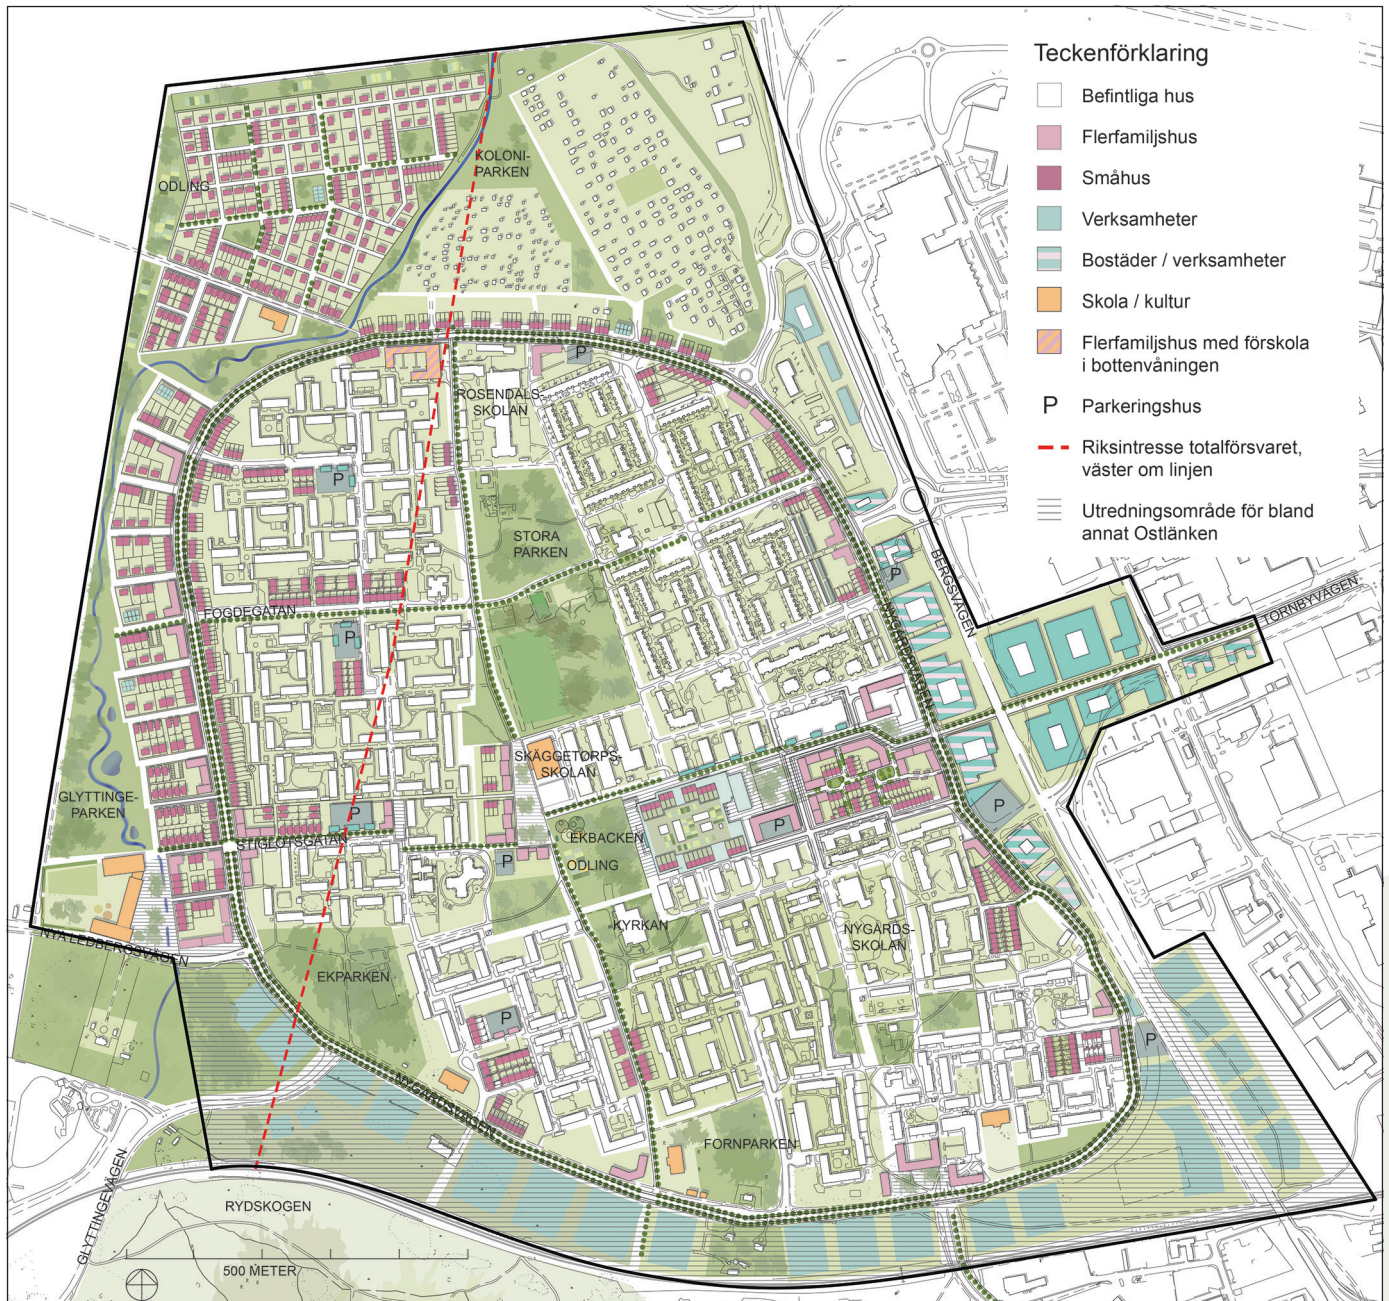 Teckenförklaring
Befintliga hus
Flerfamiljshus
Småhus
Verksamheter
Bostäder / verksamheter
Skola / kultur
Flerfamiljshus med förskola
i bottenvåningen
P Parkeringshus
Riksintresse totalförsvaret,
väster om linjen
Utredningsområde för bland
annat Ostlänken
KOLONI-
PARKEN
ODLING
P
ROSENDALS-
SKOLAN
P
STORA
PARKEN
BERGSVÄGEN
P
TORNBYVÄGEN
FOGDEGATAN
P
SKÄGGETORPS-
SKOLAN
GLYTTINGE-
PARKEN
P
P
P
STIGLÖTSGATAN
EKBACKEN
ODLING
P
KYRKAN
NYGÅRDS-
SKOLAN
NYA LEDBERGSVÄGEN
EKPARKEN
P
P
NYGÅRDSVÄGEN
FORNPARKEN
GLYTTINGEVÄGEN
RYDSKOGEN
500 METER